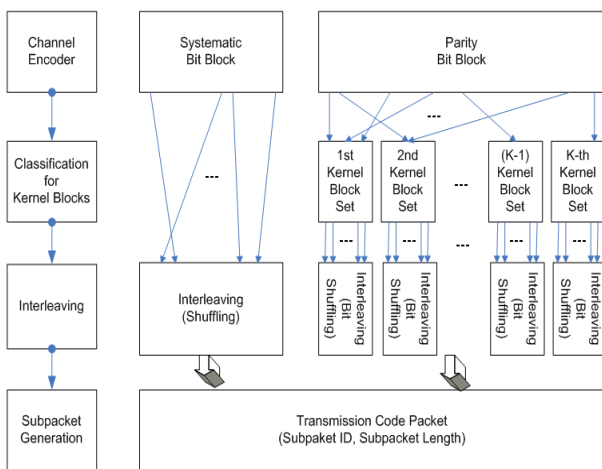 Channel
Encoder
Systematic
Bit Block
Parity
Bit Block
...
Classification
for
Kernel Blocks
...
1st
Kernel
Block
Set
2nd
Kernel
Block
Set
...
(K-1)
Kernel
Block
Set
K-th
Kernel
Block
Set
...
...
...
...
...
Interleaving
Interleaving
(Shuffling)
Interleaving
(Bit
Shuffling)
Interleaving
(Bit
Shuffling)
Interleaving
(Bit
Shuffling)
Interleaving
(Bit
Shuffling)
Subpacket
Generation
Transmission Code Packet
(Subpaket ID, Subpacket Length)